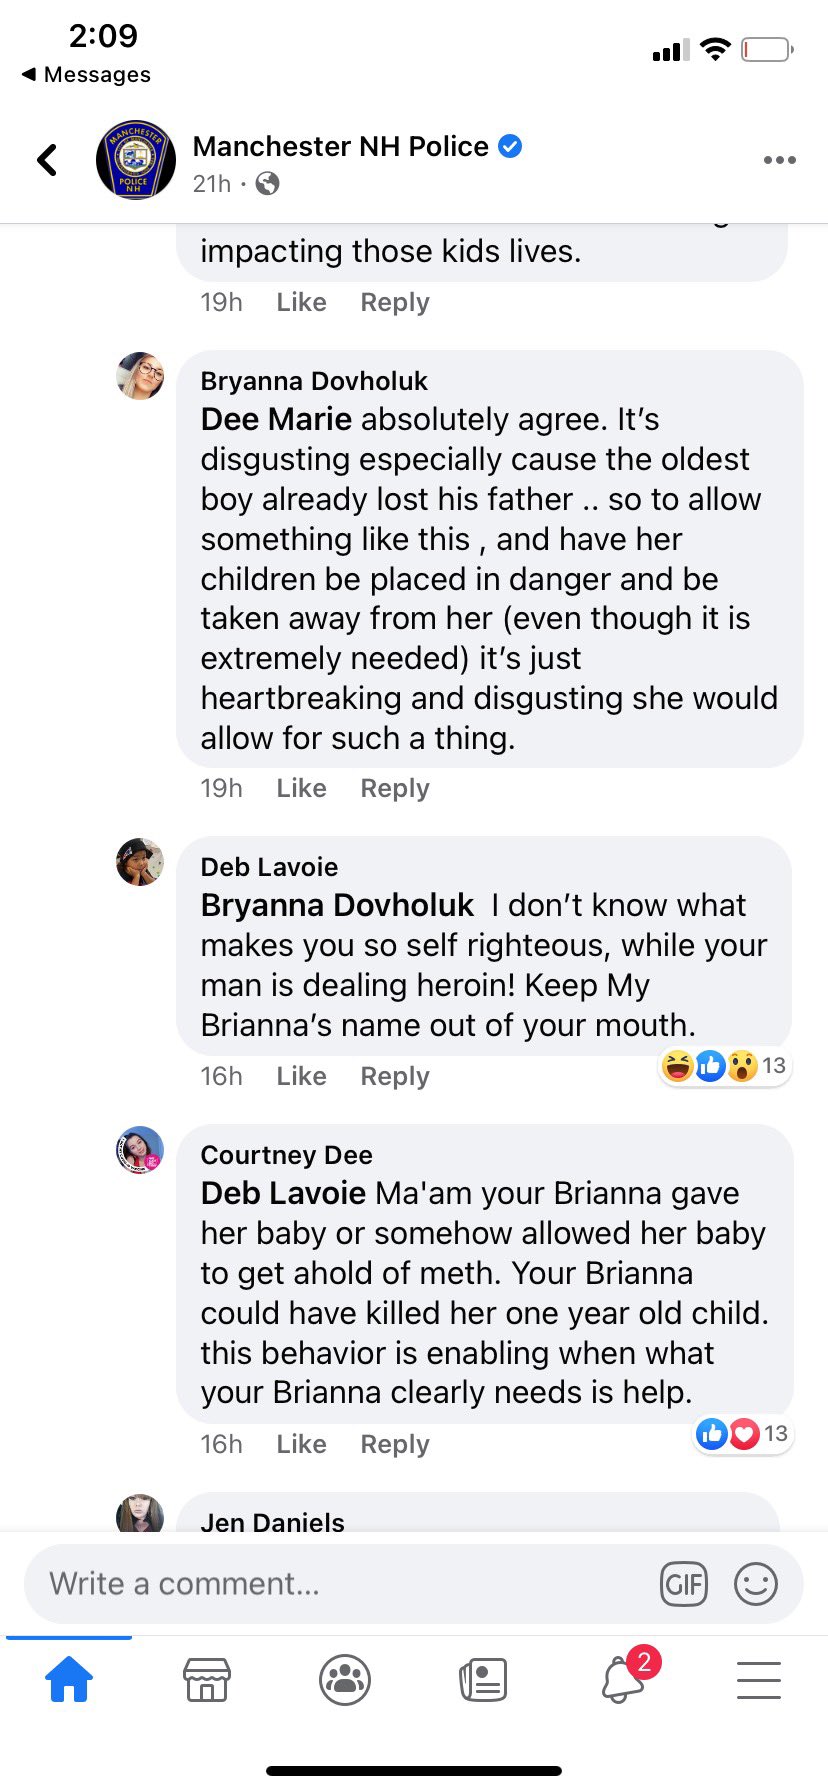 2:09
Messages
MANCHESTER
POLICE
NH
Manchester NH Police
21h ·
impacting those kids lives.
19h Like Reply
Bryanna Dovholuk
Dee Marie absolutely agree. It's
disgusting especially cause the oldest
boy already lost his father .. so to allow
something like this , and have her
children be placed in danger and be
taken away from her (even though it is
extremely needed) it's just
heartbreaking and disgusting she would
allow for such a thing.
19h Like Reply
Deb Lavoie
Bryanna Dovholuk I don't know what
makes you so self righteous, while your
man is dealing heroin! Keep My
Brianna's name out of your mouth.
13
16h Like Reply
Courtney Dee
Deb Lavoie Ma'am your Brianna gave
her baby or somehow allowed her baby
to get ahold of meth. Your Brianna
could have killed her one year old child.
this behavior is enabling when what
your Brianna clearly needs is help.
13
16h Like Reply
Jen Daniels
Write a comment...
GIF
2